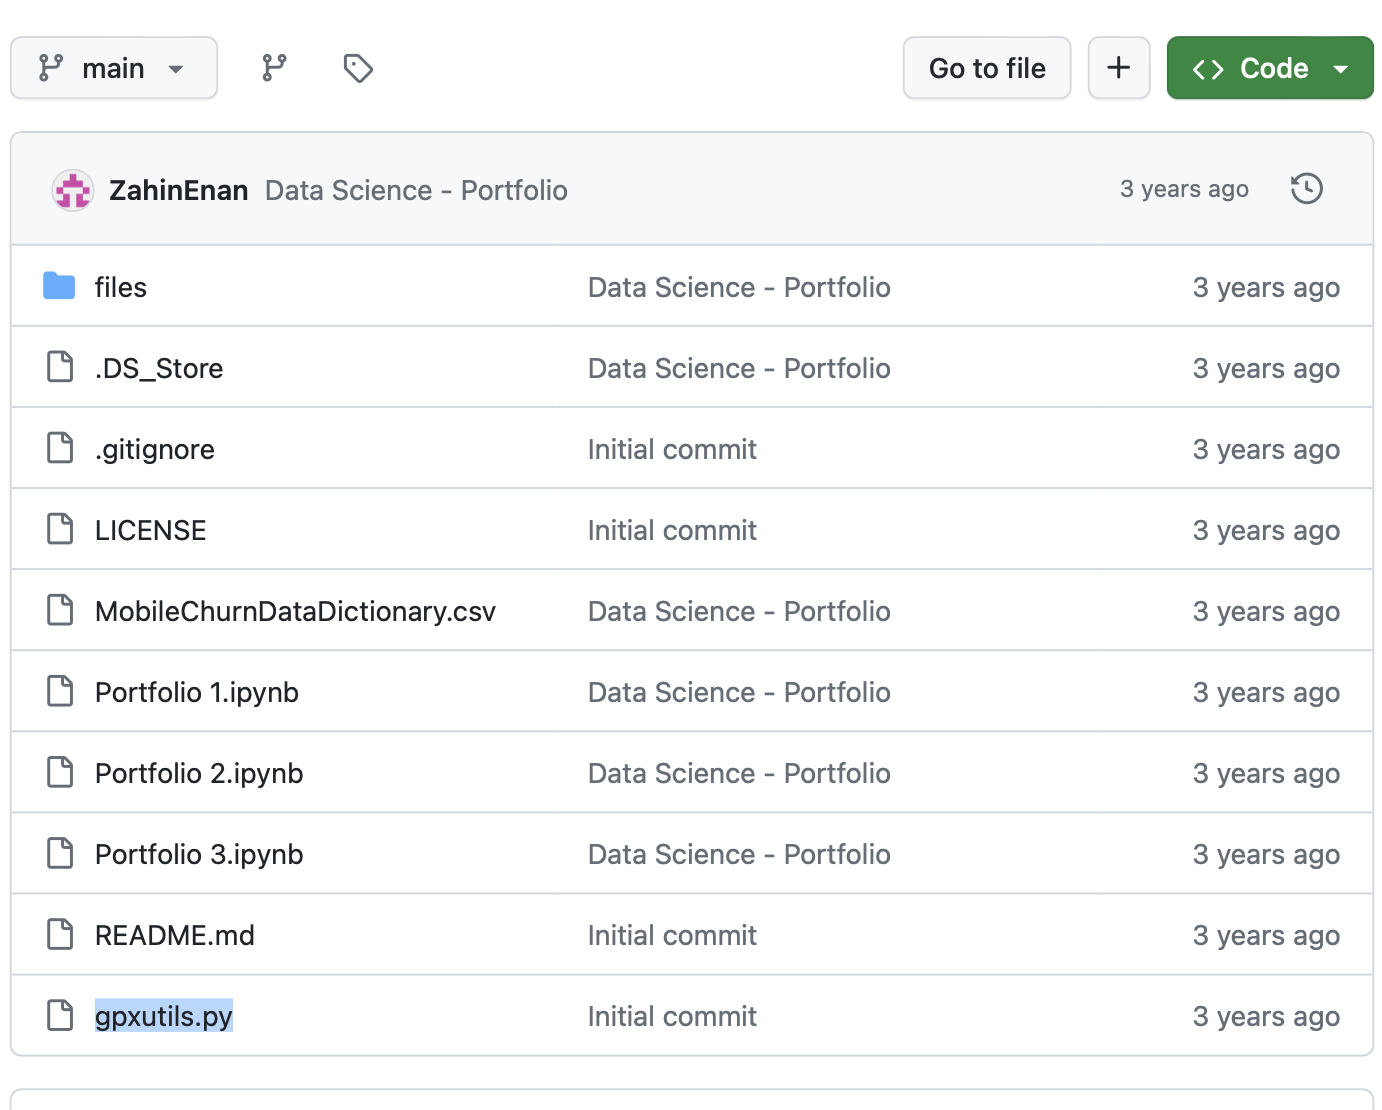 main
Go to file
Code
ZahinEnan Data Science - Portfolio 3 years ago
files Data Science - Portfolio 3 years ago
.DS_Store Data Science - Portfolio 3 years ago
.gitignore Initial commit 3 years ago
LICENSE Initial commit 3 years ago
MobileChurnDataDictionary.csv Data Science - Portfolio 3 years ago
Portfolio 1.ipynb Data Science - Portfolio 3 years ago
Portfolio 2.ipynb Data Science - Portfolio 3 years ago
Portfolio 3.ipynb Data Science - Portfolio 3 years ago
README.md Initial commit 3 years ago
gpxutils.py Initial commit 3 years ago